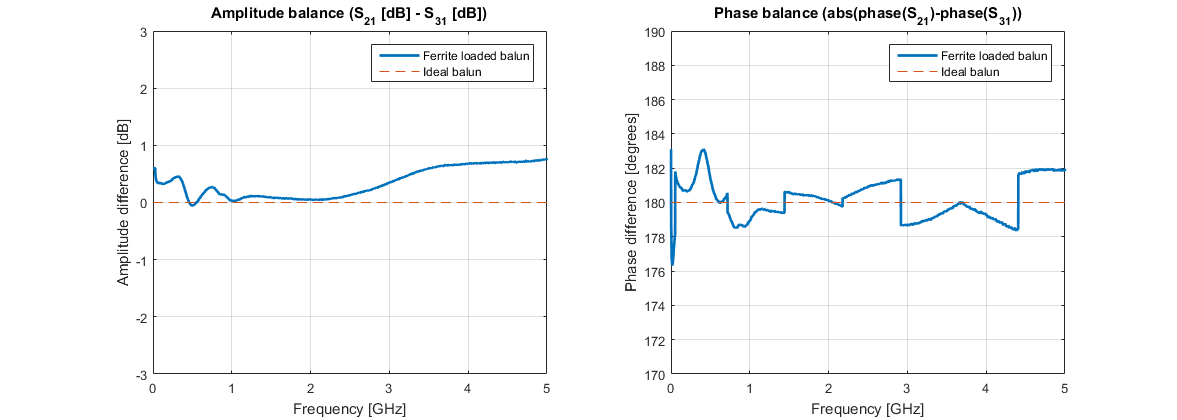 Amplitude balance (S21 [dB] - S31 [dB])
3
2
1
0
-1
-2
-3
Amplitude difference [dB]
Ferrite loaded balun
Ideal balun
0 1 2 3 4 5
Frequency [GHz]
Phase balance (abs(phase(S21)-phase(S31))
190
188
186
184
182
180
178
176
174
172
170
Phase difference [degrees]
Ferrite loaded balun
Ideal balun
0 1 2 3 4 5
Frequency [GHz]